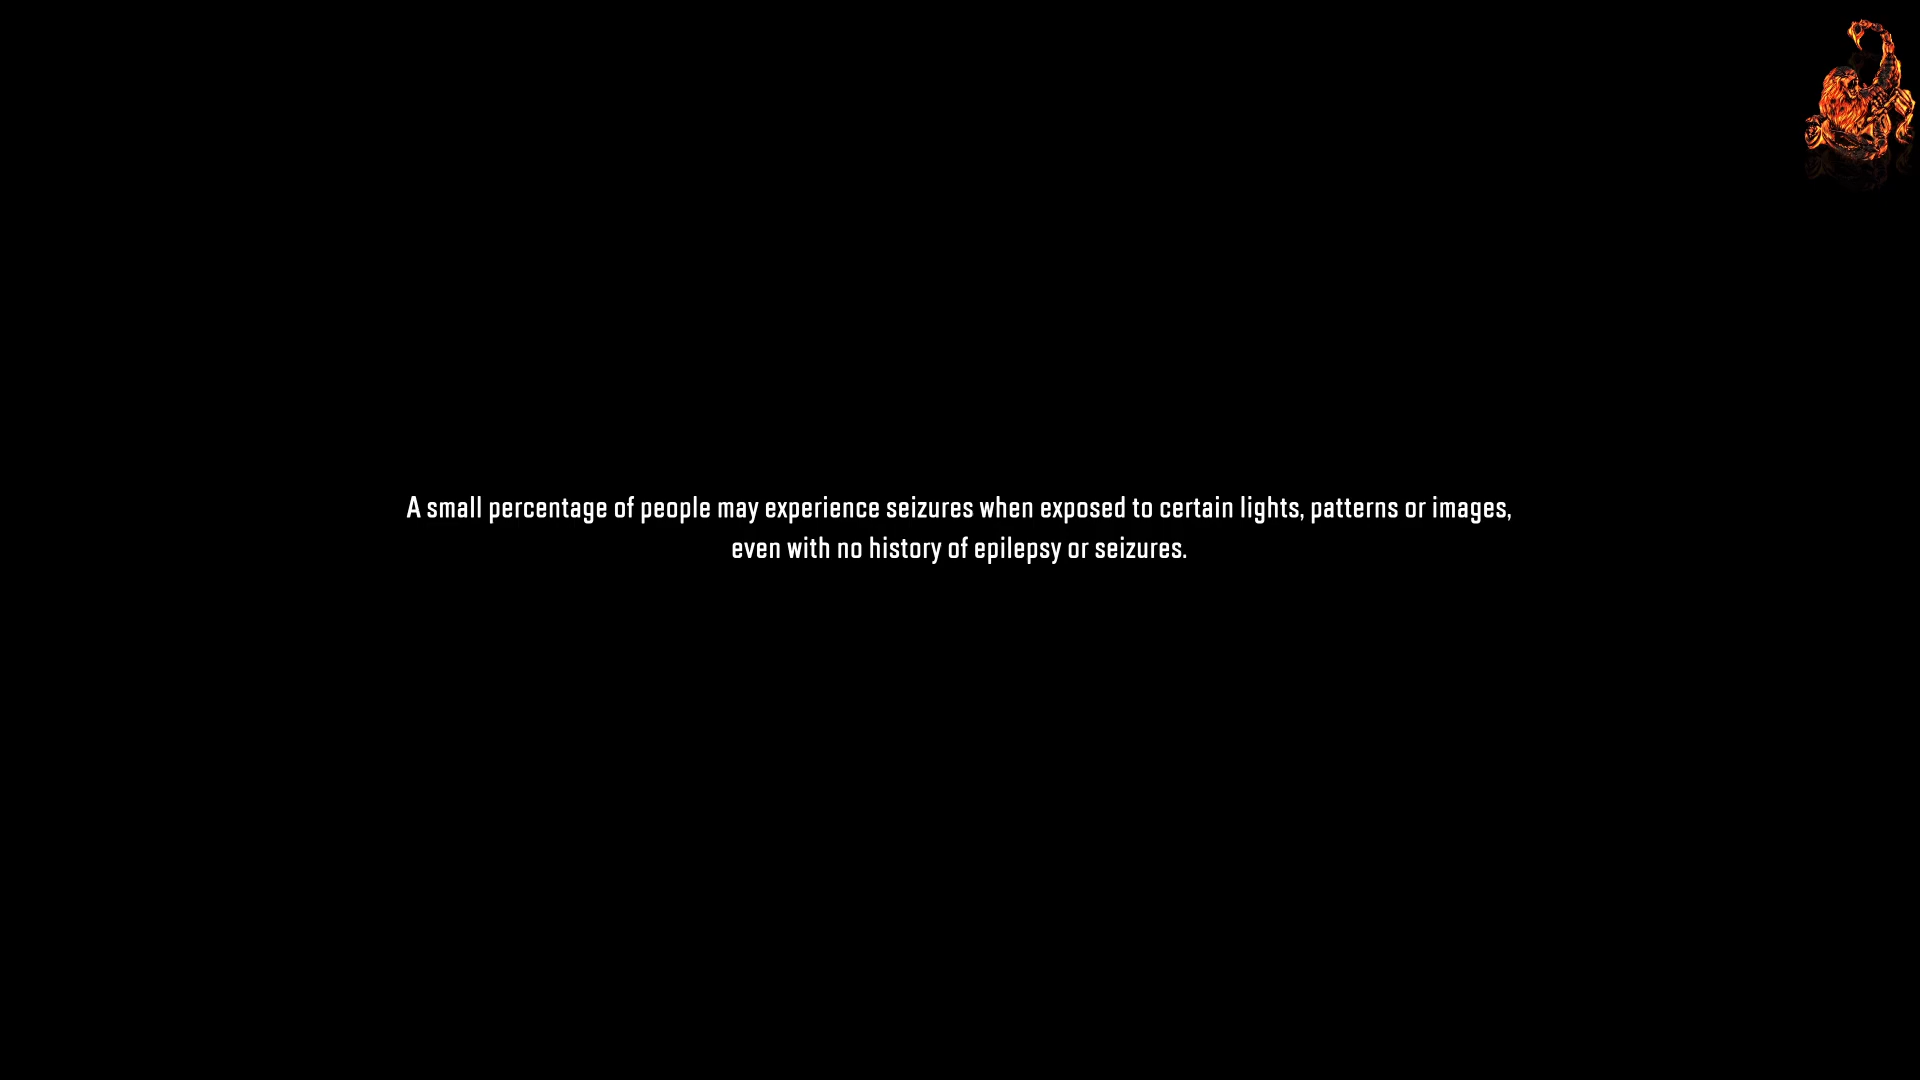 A small percentage of people may experience seizures when exposed to certain lights, patterns or images,
even with no history of epilepsy or seizures.